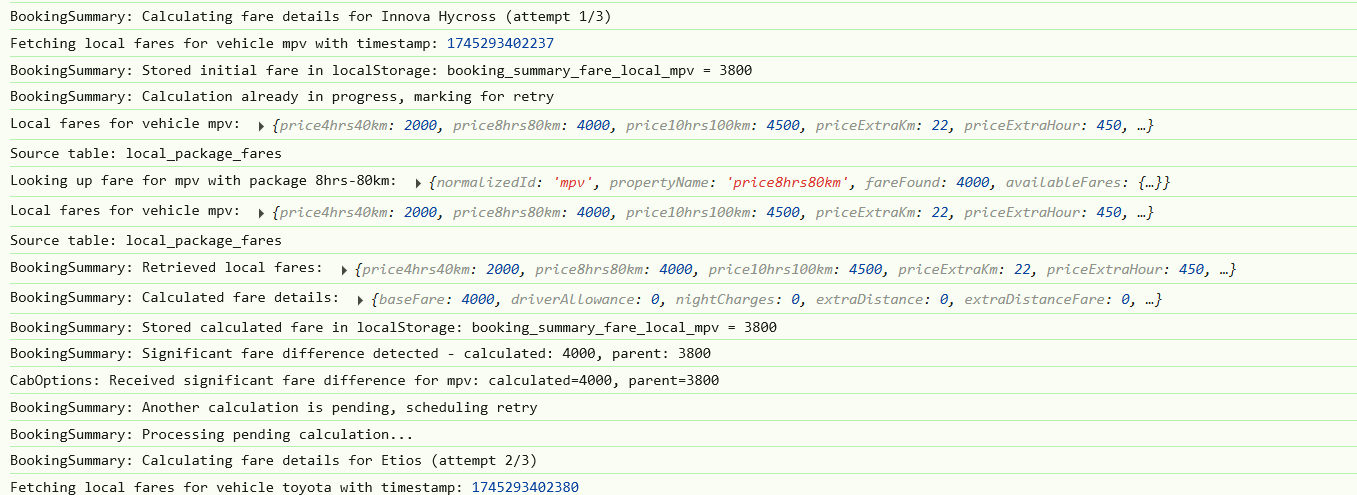 BookingSummary: Calculating fare details for Innova Hycross (attempt 1/3)
Fetching local fares for vehicle mpv with timestamp: 1745293402237
BookingSummary: Stored initial fare in localStorage: booking_summary_fare_local_mpv = 3800
BookingSummary: Calculation already in progress, marking for retry
Local fares for vehicle mpv: ▶ {price4hrs40km: 2000, price8hrs80km: 4000, price10hrs100km: 4500, priceExtraKm: 22, priceExtraHour: 450, …}
Source table: local_package_fares
Looking up fare for mpv with package 8hrs-80km: ▶ {normalizedId: 'mpv', propertyName: 'price8hrs80km', fareFound: 4000, availableFares: {…}}
Local fares for vehicle mpv: ▶ {price4hrs40km: 2000, price8hrs80km: 4000, price10hrs100km: 4500, priceExtraKm: 22, priceExtraHour: 450, …}
Source table: local_package_fares
BookingSummary: Retrieved local fares: ▶ {price4hrs40km: 2000, price8hrs80km: 4000, price10hrs100km: 4500, priceExtraKm: 22, priceExtraHour: 450, …}
BookingSummary: Calculated fare details: ▶ {baseFare: 4000, driverAllowance: 0, nightCharges: 0, extraDistance: 0, extraDistanceFare: 0, …}
BookingSummary: Stored calculated fare in localStorage: booking_summary_fare_local_mpv = 3800
BookingSummary: Significant fare difference detected - calculated: 4000, parent: 3800
CabOptions: Received significant fare difference for mpv: calculated=4000, parent=3800
BookingSummary: Another calculation is pending, scheduling retry
BookingSummary: Processing pending calculation...
BookingSummary: Calculating fare details for Etios (attempt 2/3)
Fetching local fares for vehicle toyota with timestamp: 1745293402380